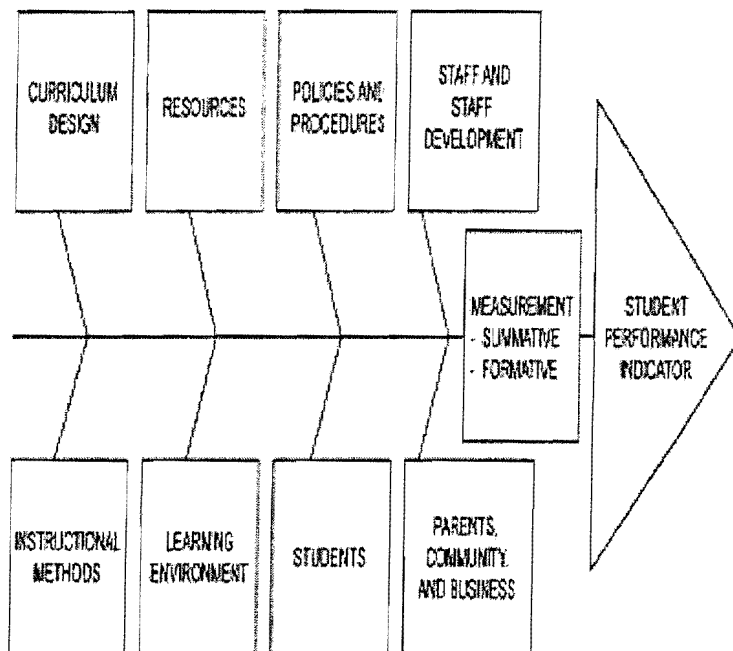 CURRICULUM
DESIGN
RESOURCES
POLICIES AND
PROCEDURES
STAFF AND
STAFF
DEVELOPMENT
MEASUREMENT
- SUMMATIVE
- FORMATIVE
STUDENT
PERFORMANCE
INDICATOR
INSTRUCTIONAL
METHODS
LEARNING
ENVIRONMENT
STUDENTS
PARENTS,
COMMUNITY,
AND BUSINESS